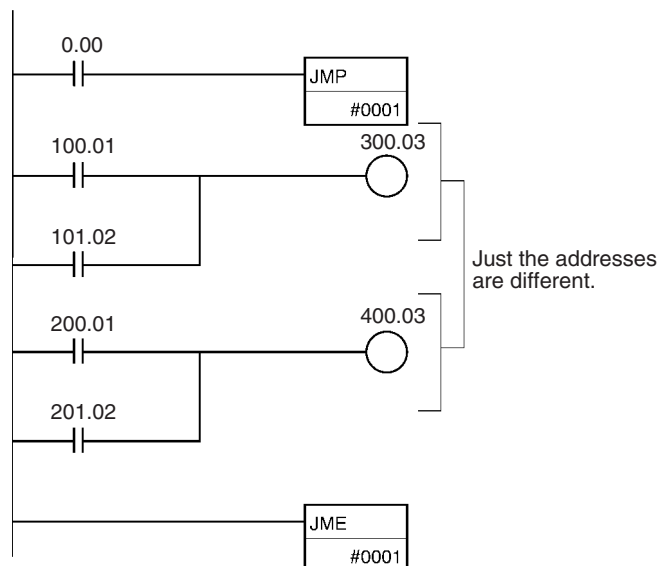 0.00
JMP
#0001
100.01
300.03
101.02
Just the addresses
are different.
200.01
400.03
201.02
JME
#0001